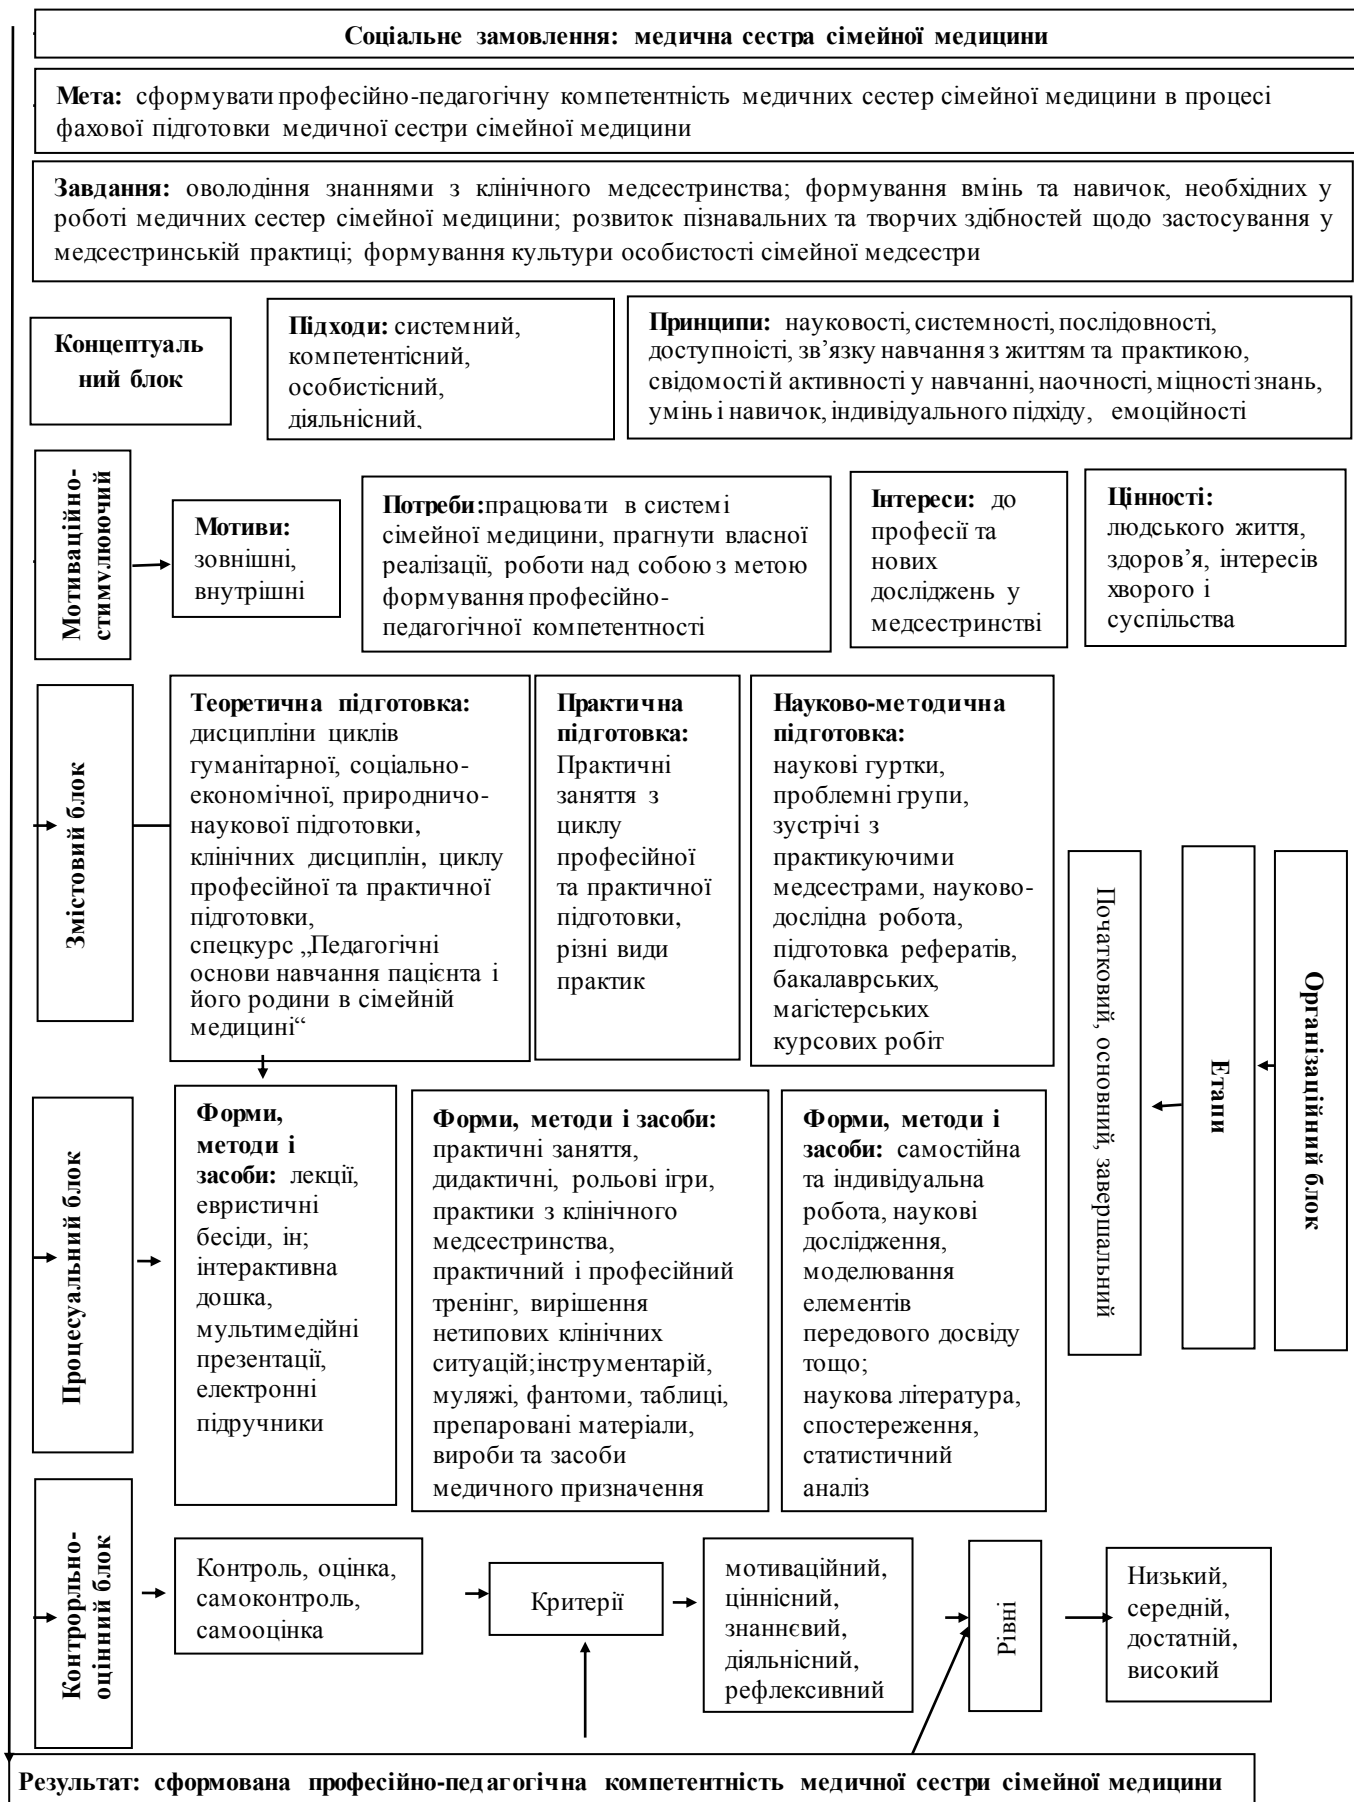 Соціальне замовлення: медична сестра сімейної медицини
Мета: сформувати професійно-педагогічну компетентність медичних сестер сімейної медицини в процесі
фахової підготовки медичної сестри сімейної медицини
Завдання: оволодіння знаннями з клінічного медсестринства; формування вмінь та навичок, необхідних у
роботі медичних сестер сімейної медицини; розвиток пізнавальних та творчих здібностей щодо застосування у
медсестринській практиці; формування культури особистості сімейної медсестри
Концептуаль
ний блок
Підходи: системний,
компетентісний,
особистісний,
діяльнісний,
Принципи: науковості, системності, послідовності,
доступноісті, зв’язку навчання з життям та практикою,
свідомості й активності у навчанні, наочності, міцності знань,
умінь і навичок, індивідуального підхіду, емоційності
Мотиваційно-
стимулюючий
Мотиви:
зовнішні,
внутрішні
Потреби:працювати в системі
сімейної медицини, прагнути власної
реалізації, роботи над собою з метою
формування професійно-
педагогічної компетентності
Інтереси: до
професії та
нових
досліджень у
медсестринстві
Цінності:
людського життя,
здоров’я, інтересів
хворого і
суспільства
Змістовий блок
Теоретична підготовка:
дисципліни циклів
гуманітарної, соціально-
економічної, природничо-
наукової підготовки,
клінічних дисциплін, циклу
професійної та практичної
підготовки,
спецкурс „Педагогічні
основи навчання пацієнта і
його родини в сімейній
медицині“
Практична
підготовка:
Практичні
заняття з
циклу
професійної
та практичної
підготовки,
різні види
практик
Науково-методична
підготовка:
наукові гуртки,
проблемні групи,
зустрічі з
практикуючими
медсестрами, науково-
дослідна робота,
підготовка рефератів,
бакалаврських,
магістерських
курсових робіт
Початковий, основний, завершальний
Етапи
Організаційний блок
Процесуальний блок
Форми,
методи і
засоби: лекції,
евристичні
бесіди, ін;
інтерактивна
дошка,
мультимедійні
презентації,
електронні
підручники
Форми, методи і засоби:
практичні заняття,
дидактичні, рольові ігри,
практики з клінічного
медсестринства,
практичний і професійний
тренінг, вирішення
нетипових клінічних
ситуацій;інструментарій,
муляжі, фантоми, таблиці,
препаровані матеріали,
вироби та засоби
медичного призначення
Форми, методи і
засоби: самостійна
та індивідуальна
робота, наукові
дослідження,
моделювання
елементів
передового досвіду
тощо;
наукова література,
спостереження,
статистичний
аналіз
Контрорльно-
оцінний блок
Контроль, оцінка,
самоконтроль,
самооцінка
Критерії
мотиваційний,
ціннісний,
знаннєвий,
діяльнісний,
рефлексивний
Рівні
Низький,
середній,
достатній,
високий
Результат: сформована професійно-педагогічна компетентність медичної сестри сімейної медицини